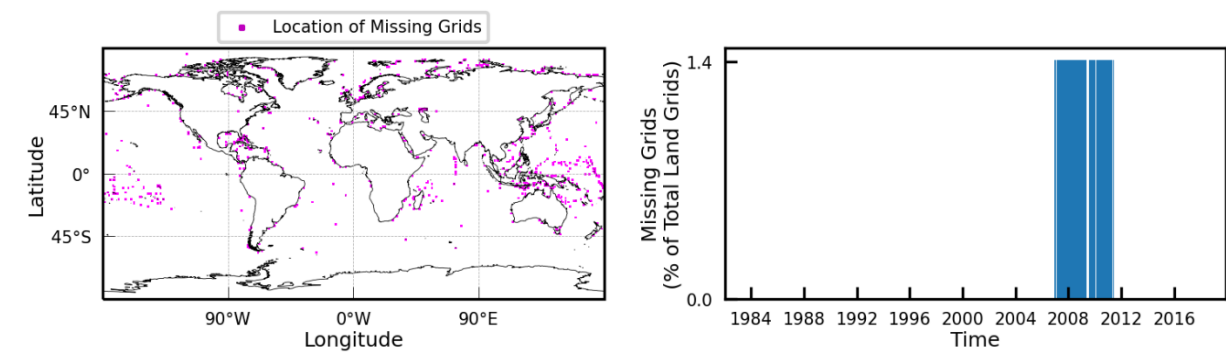 Location of Missing Grids
45°N
0°
45°S
Latitude
90°W
0°W
90°E
Longitude
1.4
0.0
Missing Grids
(% of Total Land Grids)
1984 1988 1992 1996 2000 2004 2008 2012 2016
Time